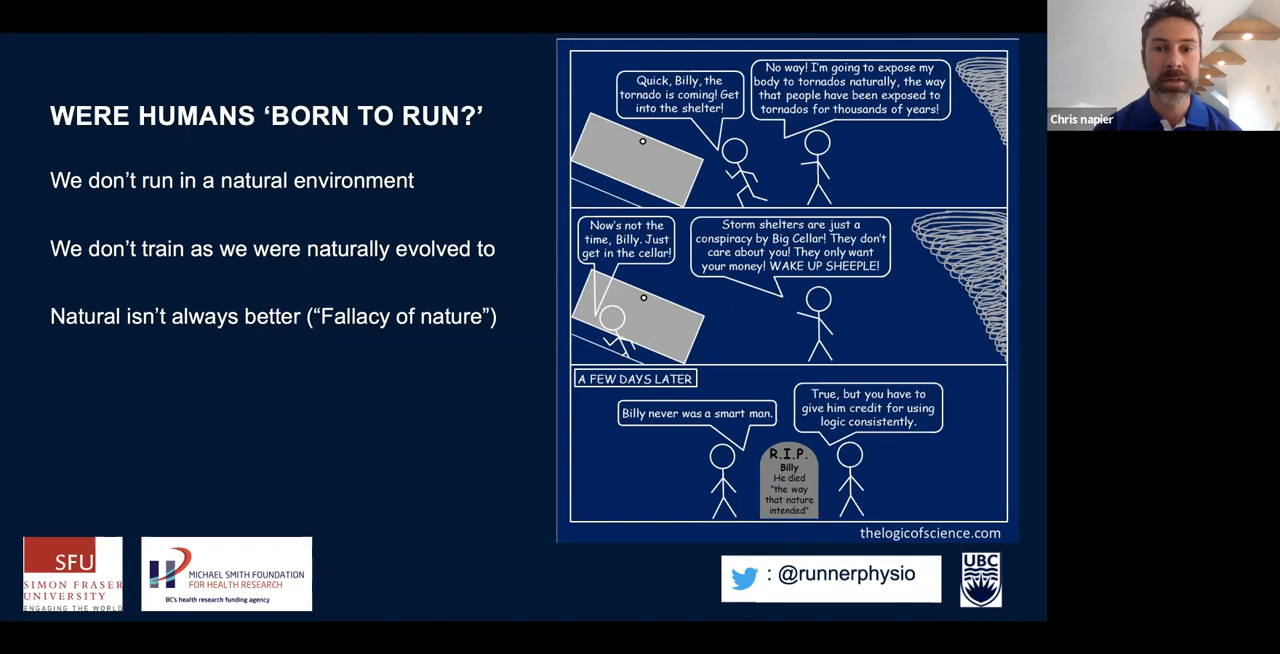 WERE HUMANS ‘BORN TO RUN?’
We don’t run in a natural environment
We don’t train as we were naturally evolved to
Natural isn’t always better (“Fallacy of nature”)
Quick, Billy, the
tornado is coming! Get
into the shelter!
No way! I'm going to expose my
body to tornados naturally, the way
that people have been exposed to
tornados for thousands of years!
Now's not the
time, Billy. Just
get in the cellar!
Storm shelters are just a
conspiracy by Big Cellar! They don't
care about you! They only want
your money! WAKE UP SHEEPLE!
A FEW DAYS LATER
Billy never was a smart man.
True, but you have to
give him credit for using
logic consistently.
R.I.P.
Billy
He died
"the way
that nature
intended"
thelogicofscience.com
SFU
SIMON FRASER
UNIVERSITY
ENGAGING THE WORLD
MICHAEL SMITH FOUNDATION
FOR HEALTH RESEARCH
BC's health research funding agency
: @runnerphysio
UBC
Chris napier